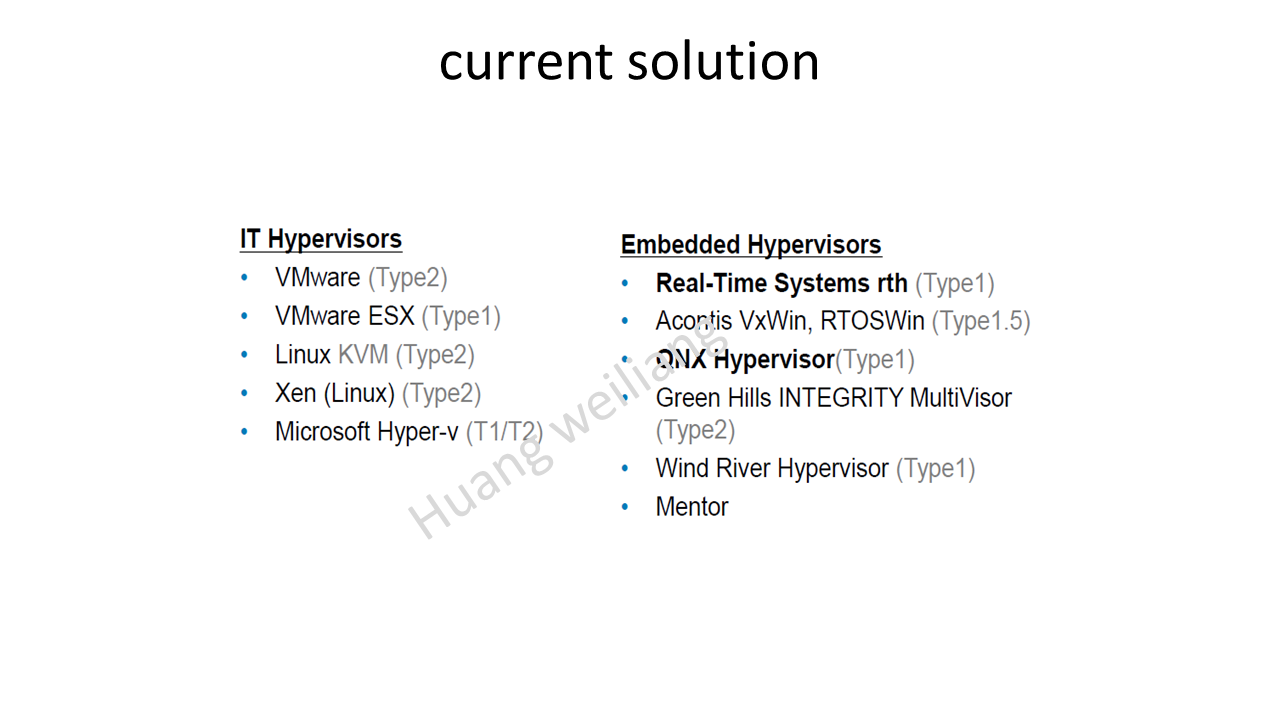 current solution
IT Hypervisors
• VMware (Type2)
• VMware ESX (Type1)
• Linux KVM (Type2)
• Xen (Linux) (Type2)
• Microsoft Hyper-v (T1/T2)
Embedded Hypervisors
• Real-Time Systems rth (Type1)
• Acontis VxWin, RTOSWin (Type1.5)
• QNX Hypervisor(Type1)
• Green Hills INTEGRITY MultiVisor
(Type2)
• Wind River Hypervisor (Type1)
• Mentor
Huang weiliang